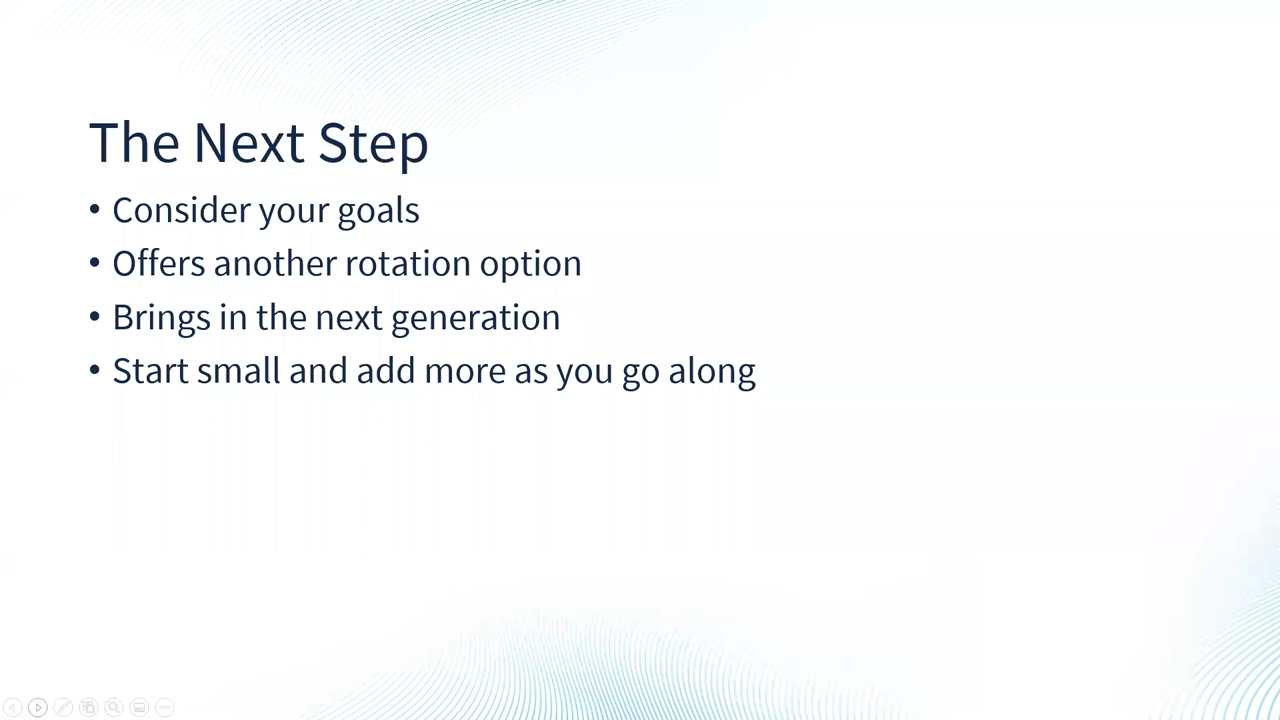 The Next Step
• Consider your goals
• Offers another rotation option
• Brings in the next generation
• Start small and add more as you go along